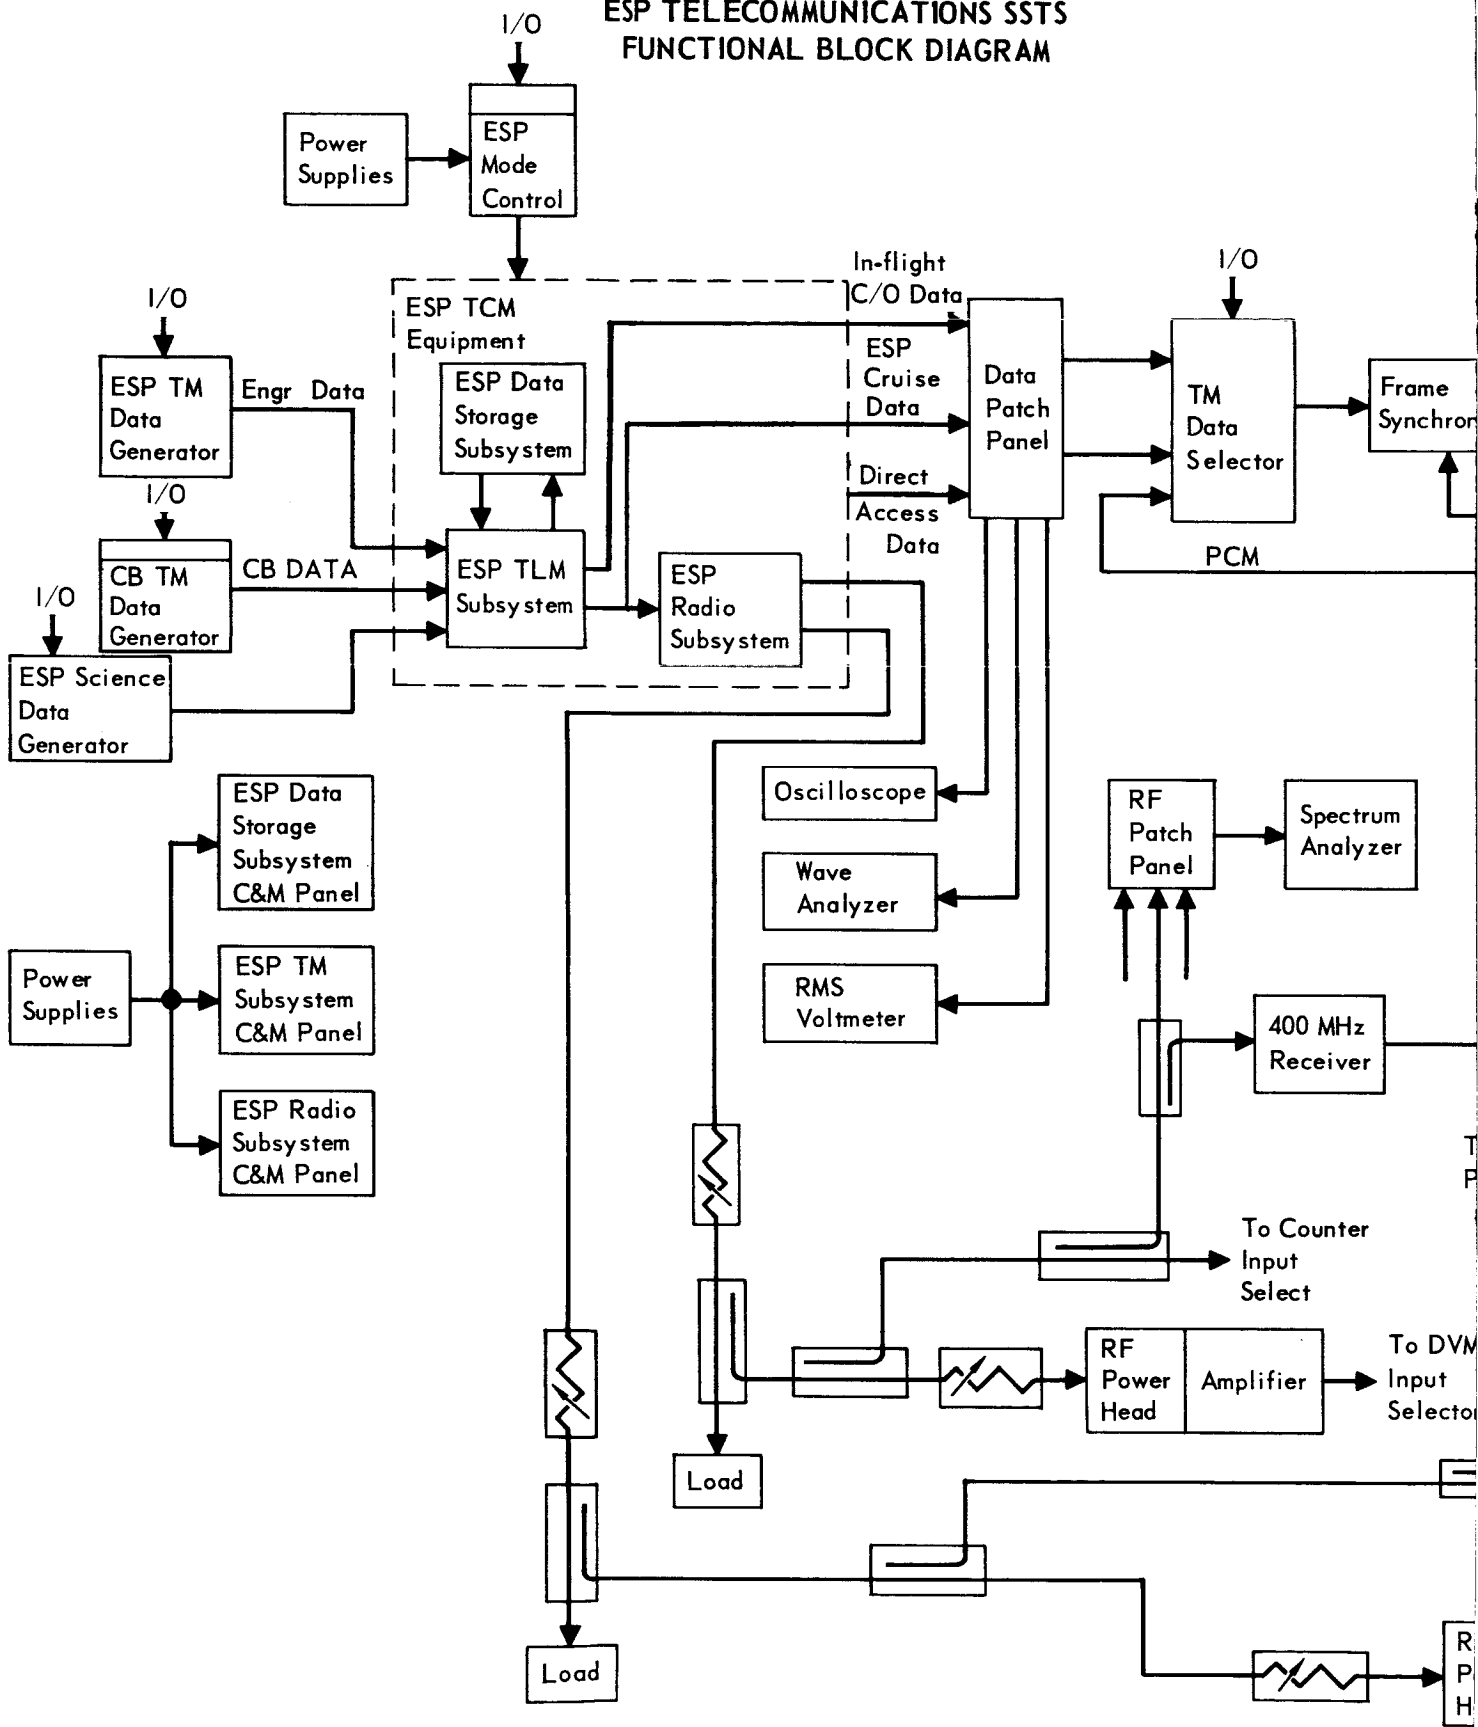 ESP TELECOMMUNICATIONS SSTS
FUNCTIONAL BLOCK DIAGRAM
I/O
Power
Supplies
ESP
Mode
Control
I/O
ESP TM
Data
Generator
Engr Data
I/O
CB TM
Data
Generator
CB DATA
I/O
ESP Science
Data
Generator
ESP TCM
Equipment
ESP Data
Storage
Subsystem
ESP TLM
Subsystem
ESP
Radio
Subsystem
In-flight
C/O Data
ESP
Cruise
Data
Direct
Access
Data
Data
Patch
Panel
I/O
TM
Data
Selector
PCM
Frame
Synchron
Power
Supplies
ESP Data
Storage
Subsystem
C&M Panel
ESP TM
Subsystem
C&M Panel
ESP Radio
Subsystem
C&M Panel
Oscilloscope
Wave
Analyzer
RMS
Voltmeter
RF
Patch
Panel
Spectrum
Analyzer
400 MHz
Receiver
T
P
To Counter
Input
Select
RF
Power
Head
Amplifier
To DVM
Input
Selector
Load
Load
R
P
H